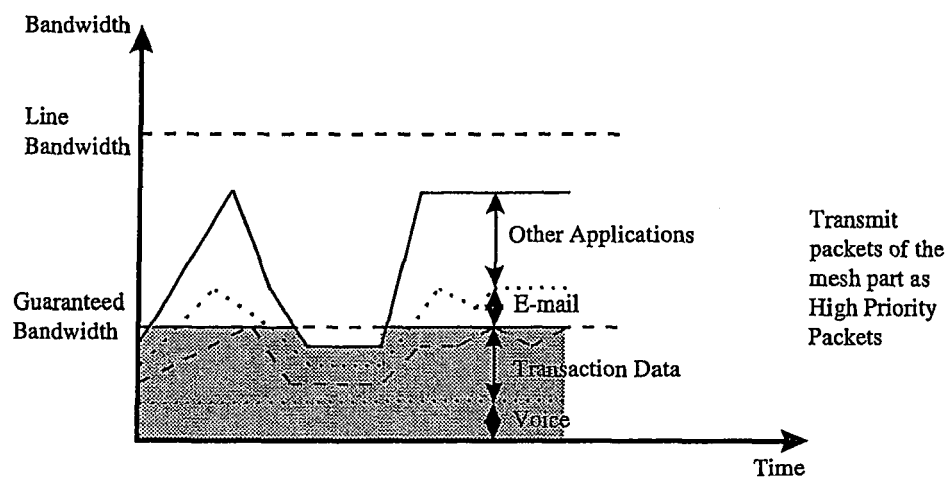 Bandwidth
Line
Bandwidth
Other Applications
Transmit
packets of the
mesh part as
High Priority
Packets
Guaranteed
Bandwidth
E-mail
Transaction Data
Voice
Time